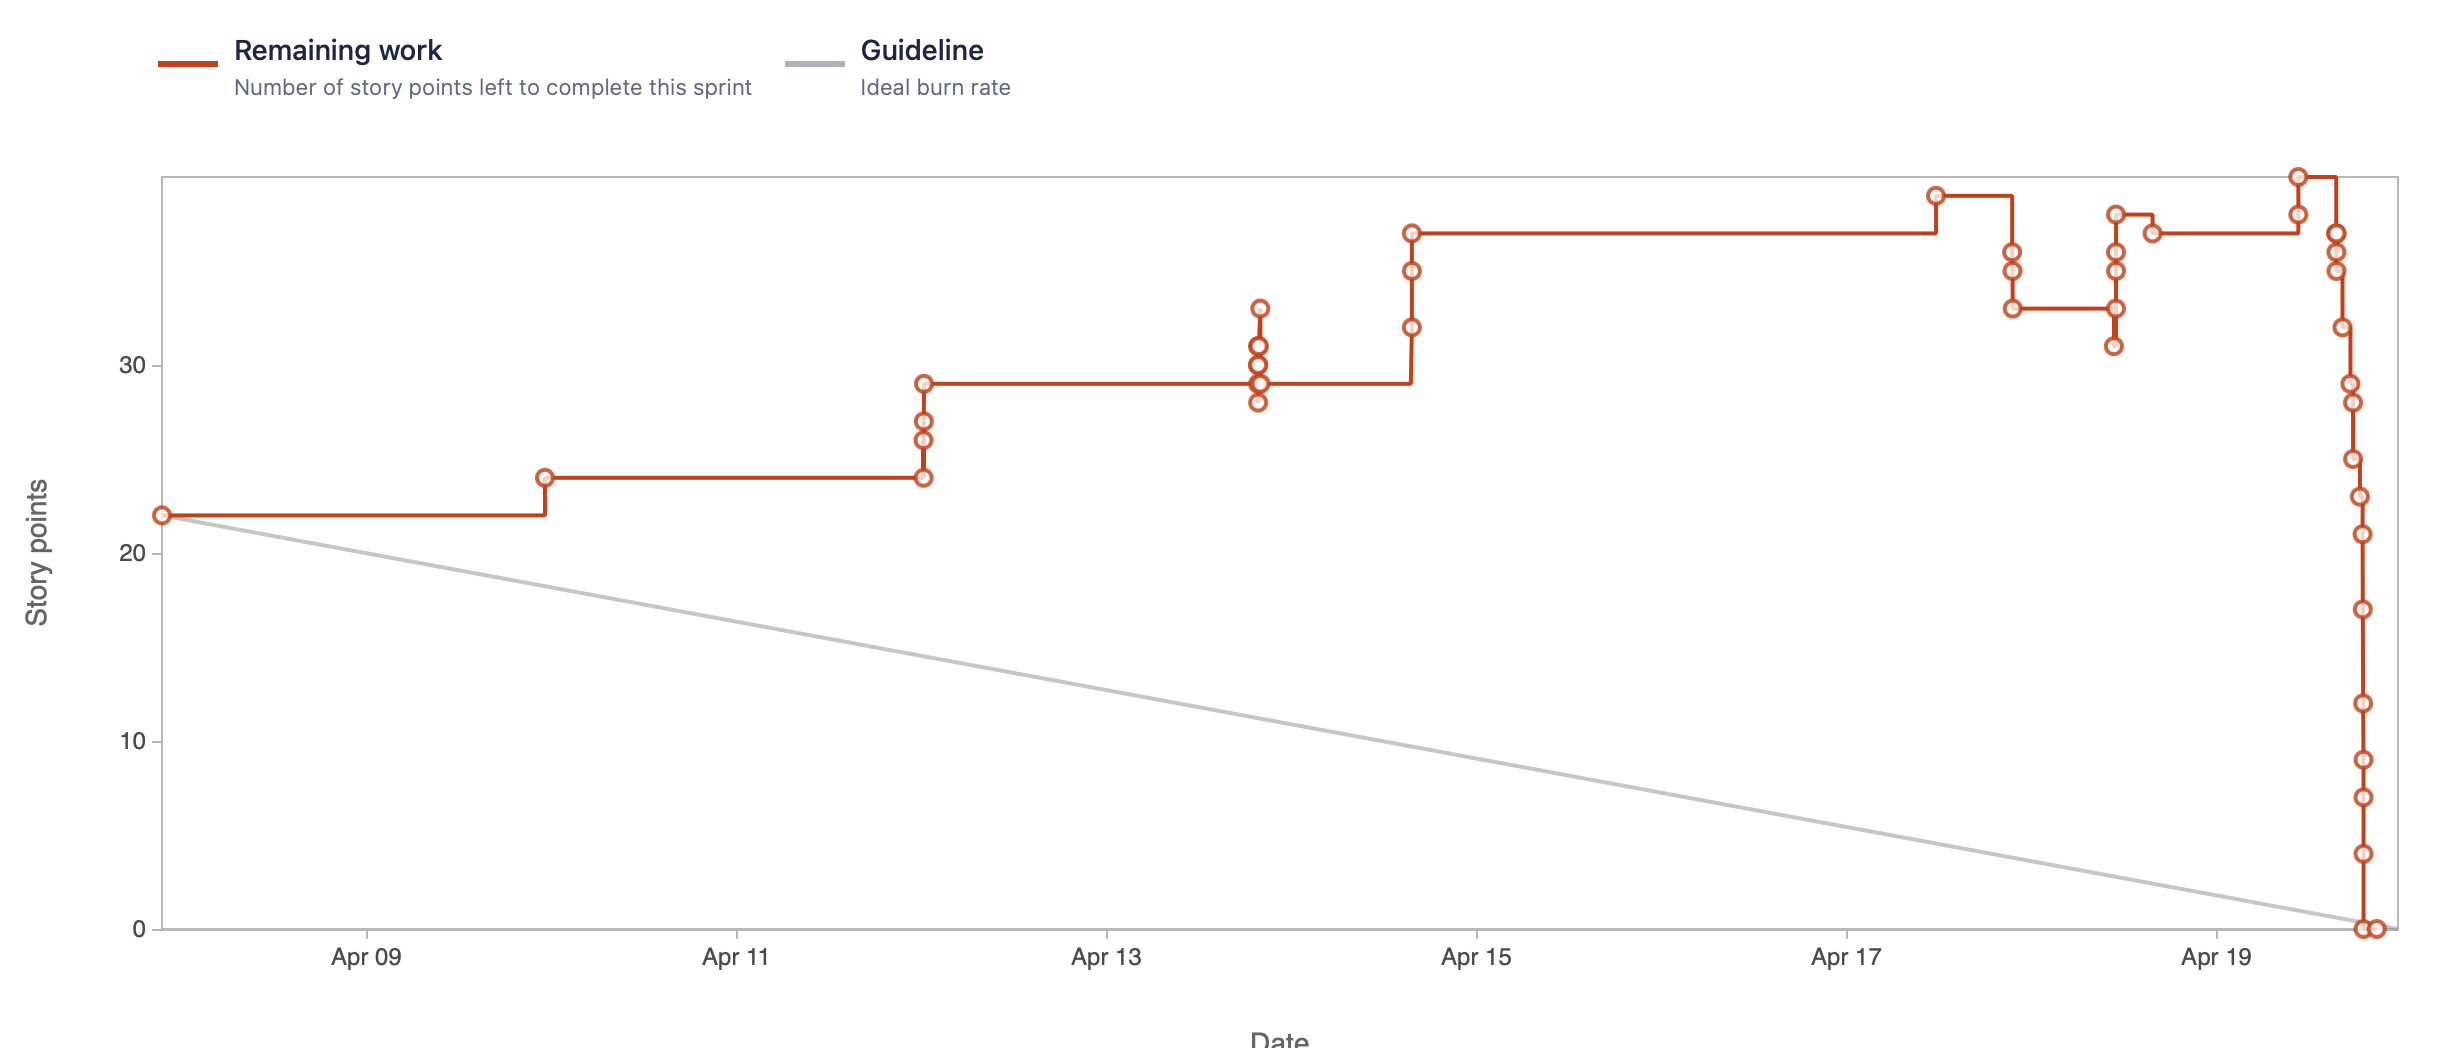 Remaining work
Number of story points left to complete this sprint
Guideline
Ideal burn rate
Story points
30
20
10
0
Apr 09
Apr 11
Apr 13
Apr 15
Apr 17
Apr 19
Date